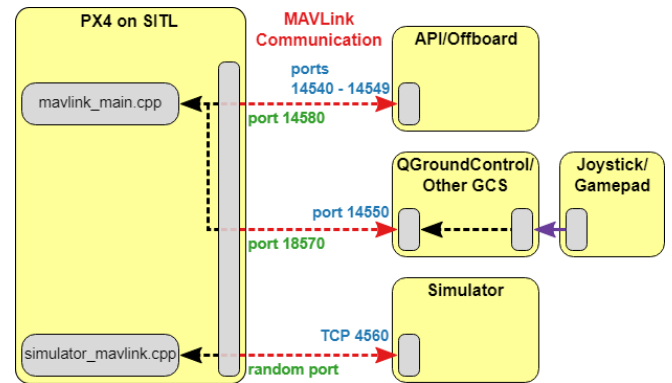 PX4 on SITL
MAVLink
Communication
API/Offboard
ports
14540 - 14549
mavlink_main.cpp
port 14580
QGroundControl/
Other GCS
Joystick/
Gamepad
port 14550
port 18570
Simulator
TCP 4560
simulator_mavlink.cpp
random port